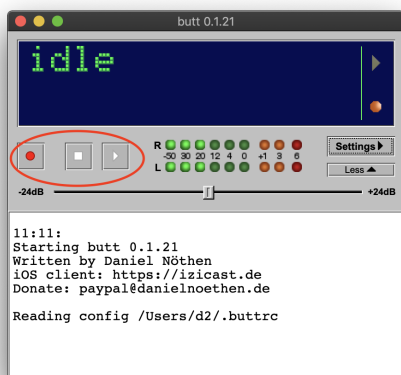 butt 0.1.21
idle
R
-50 30 20 12 4 0 +1 3 6
L
Settings
Less
-24dB
+24dB
11:11:
Starting butt 0.1.21
Written by Daniel Nöthen
iOS client: https://izicast.de
Donate: paypal@danielnoethen.de
Reading config /Users/d2/.buttrc